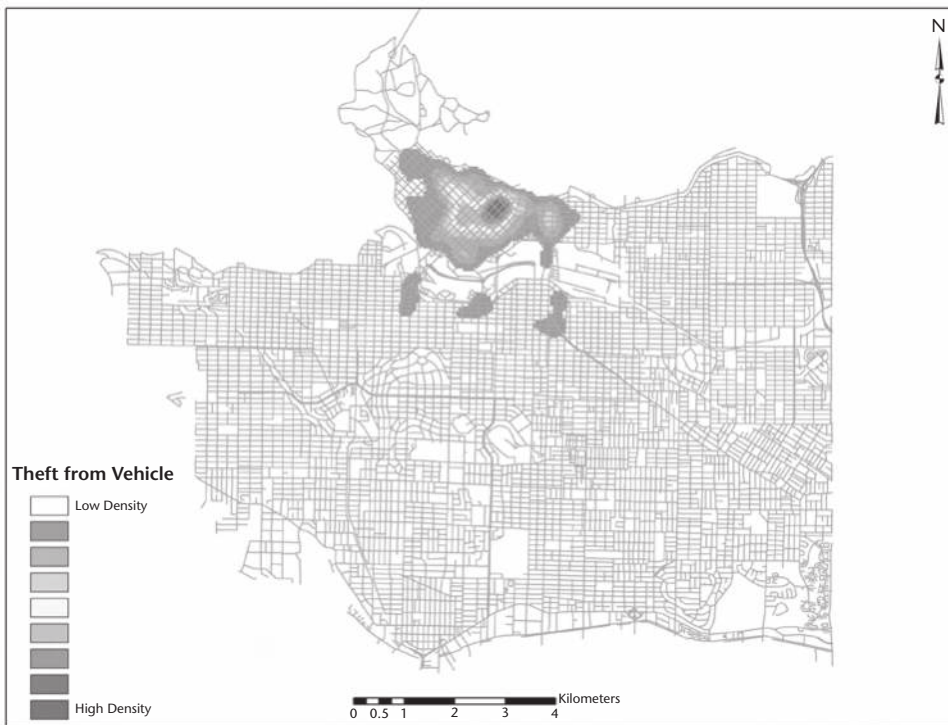 N
Theft from Vehicle
Low Density
High Density
Kilometers
0 0.5 1 2 3 4